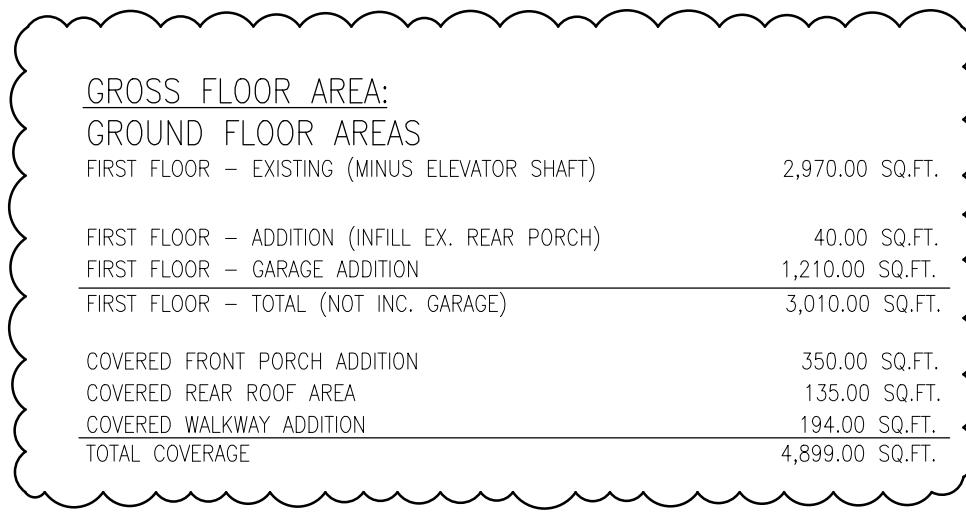 GROSS FLOOR AREA:
GROUND FLOOR AREAS
FIRST FLOOR – EXISTING (MINUS ELEVATOR SHAFT) 2,970.00 SQ.FT.
FIRST FLOOR – ADDITION (INFILL EX. REAR PORCH) 40.00 SQ.FT.
FIRST FLOOR – GARAGE ADDITION 1,210.00 SQ.FT.
FIRST FLOOR – TOTAL (NOT INC. GARAGE) 3,010.00 SQ.FT.
COVERED FRONT PORCH ADDITION 350.00 SQ.FT.
COVERED REAR ROOF AREA 135.00 SQ.FT.
COVERED WALKWAY ADDITION 194.00 SQ.FT.
TOTAL COVERAGE 4,899.00 SQ.FT.